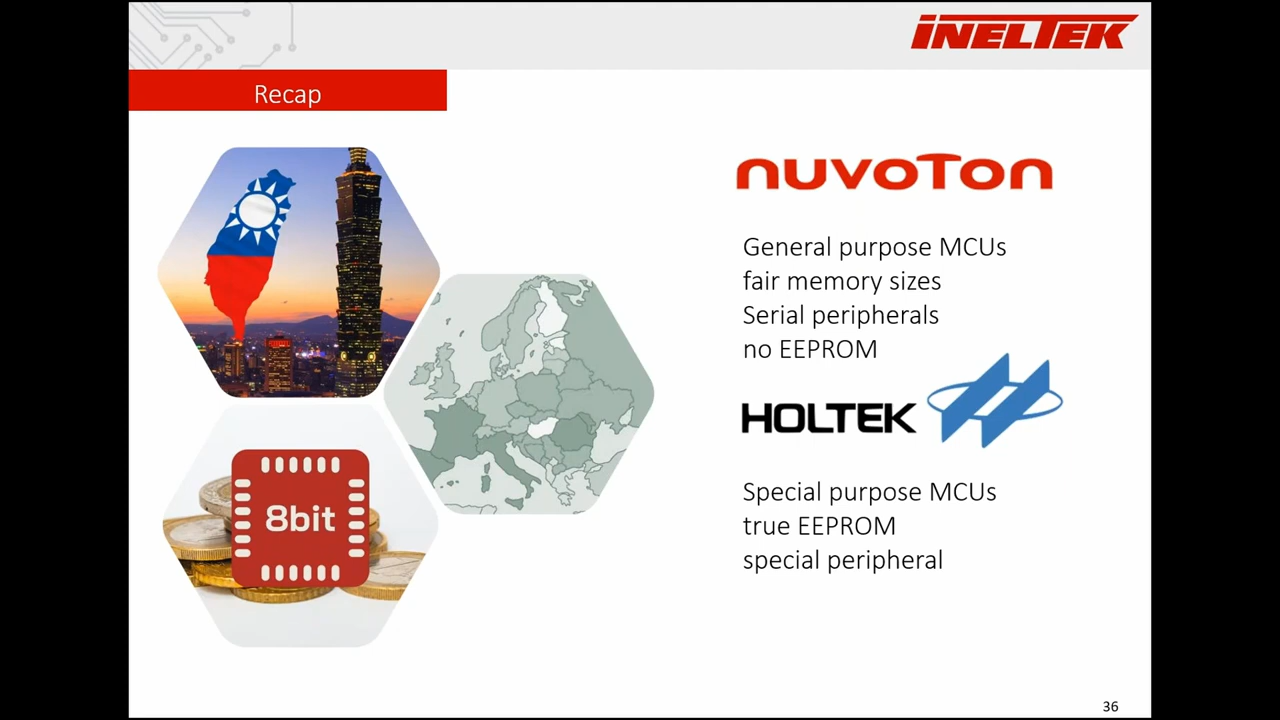 INELTEK
Recap
nuvoTon
General purpose MCUs
fair memory sizes
Serial peripherals
no EEPROM
HOLTEK
8bit
Special purpose MCUs
true EEPROM
special peripheral
36